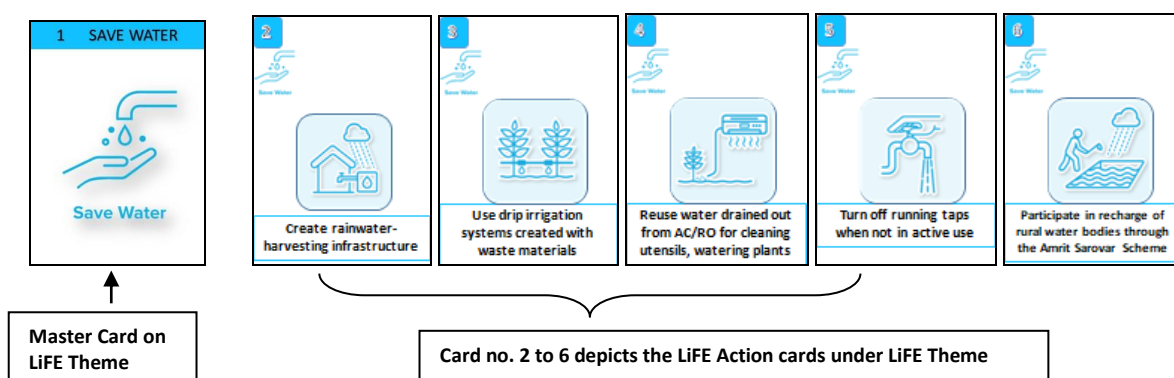 1 SAVE WATER
Save Water
2
Save Water
Create rainwater-
harvesting infrastructure
3
Save Water
Use drip irrigation
systems created with
waste materials
4
Save Water
Reuse water drained out
from AC/RO for cleaning
utensils, watering plants
5
Save Water
Turn off running taps
when not in active use
6
Save Water
Participate in recharge of
rural water bodies through
the Amrit Sarovar Scheme
Master Card on
LiFE Theme
Card no. 2 to 6 depicts the LiFE Action cards under LiFE Theme